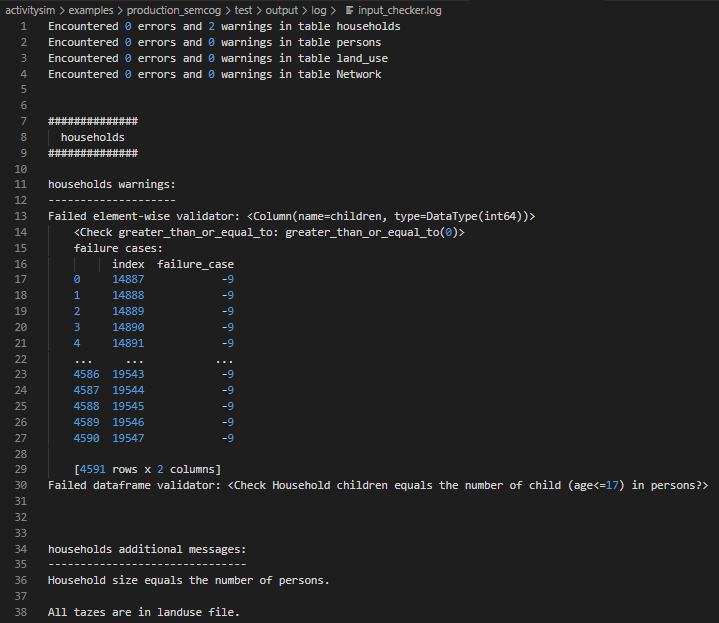 activitysim > examples > production_semcog > test > output > log > input_checker.log
1 Encountered 0 errors and 2 warnings in table households
2 Encountered 0 errors and 0 warnings in table persons
3 Encountered 0 errors and 0 warnings in table land_use
4 Encountered 0 errors and 0 warnings in table Network
5
6
7 ##############
8 households
9 ##############
10
11 households warnings:
12 --------------------
13 Failed element-wise validator: <Column(name=children, type=DataType(int64))>
14 <Check greater_than_or_equal_to: greater_than_or_equal_to(0)>
15 failure cases:
16 index failure_case
17 0 14887 -9
18 1 14888 -9
19 2 14889 -9
20 3 14890 -9
21 4 14891 -9
22 ... ... ...
23 4586 19543 -9
24 4587 19544 -9
25 4588 19545 -9
26 4589 19546 -9
27 4590 19547 -9
28
29 [4591 rows x 2 columns]
30 Failed dataframe validator: <Check Household children equals the number of child (age<=17) in persons?>
31
32
33
34 households additional messages:
35 -------------------------------
36 Household size equals the number of persons.
37
38 All tazes are in landuse file.